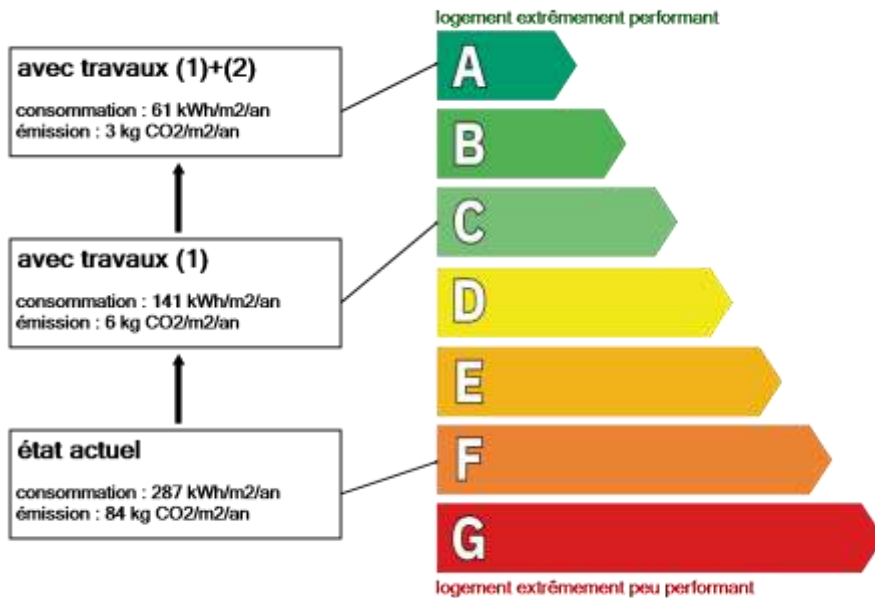 logement extrêmement performant
avec travaux (1)+(2)
consommation : 61 kWh/m2/an
émission : 3 kg CO2/m2/an
avec travaux (1)
consommation : 141 kWh/m2/an
émission : 6 kg CO2/m2/an
état actuel
consommation : 287 kWh/m2/an
émission : 84 kg CO2/m2/an
A
B
C
D
E
F
G
logement extrêmement peu performant